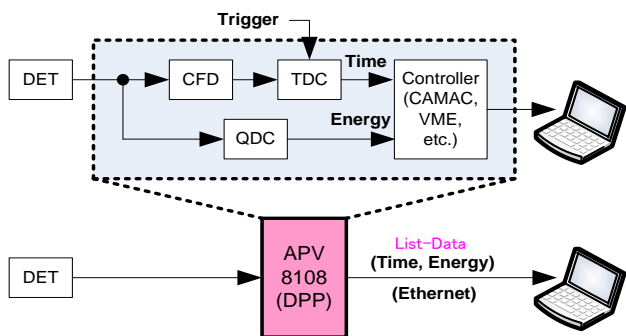 Trigger
DET
CFD
TDC
Time
Controller
(CAMAC,
VME,
etc.)
QDC
Energy
DET
APV
8108
(DPP)
List-Data
(Time, Energy)
(Ethernet)